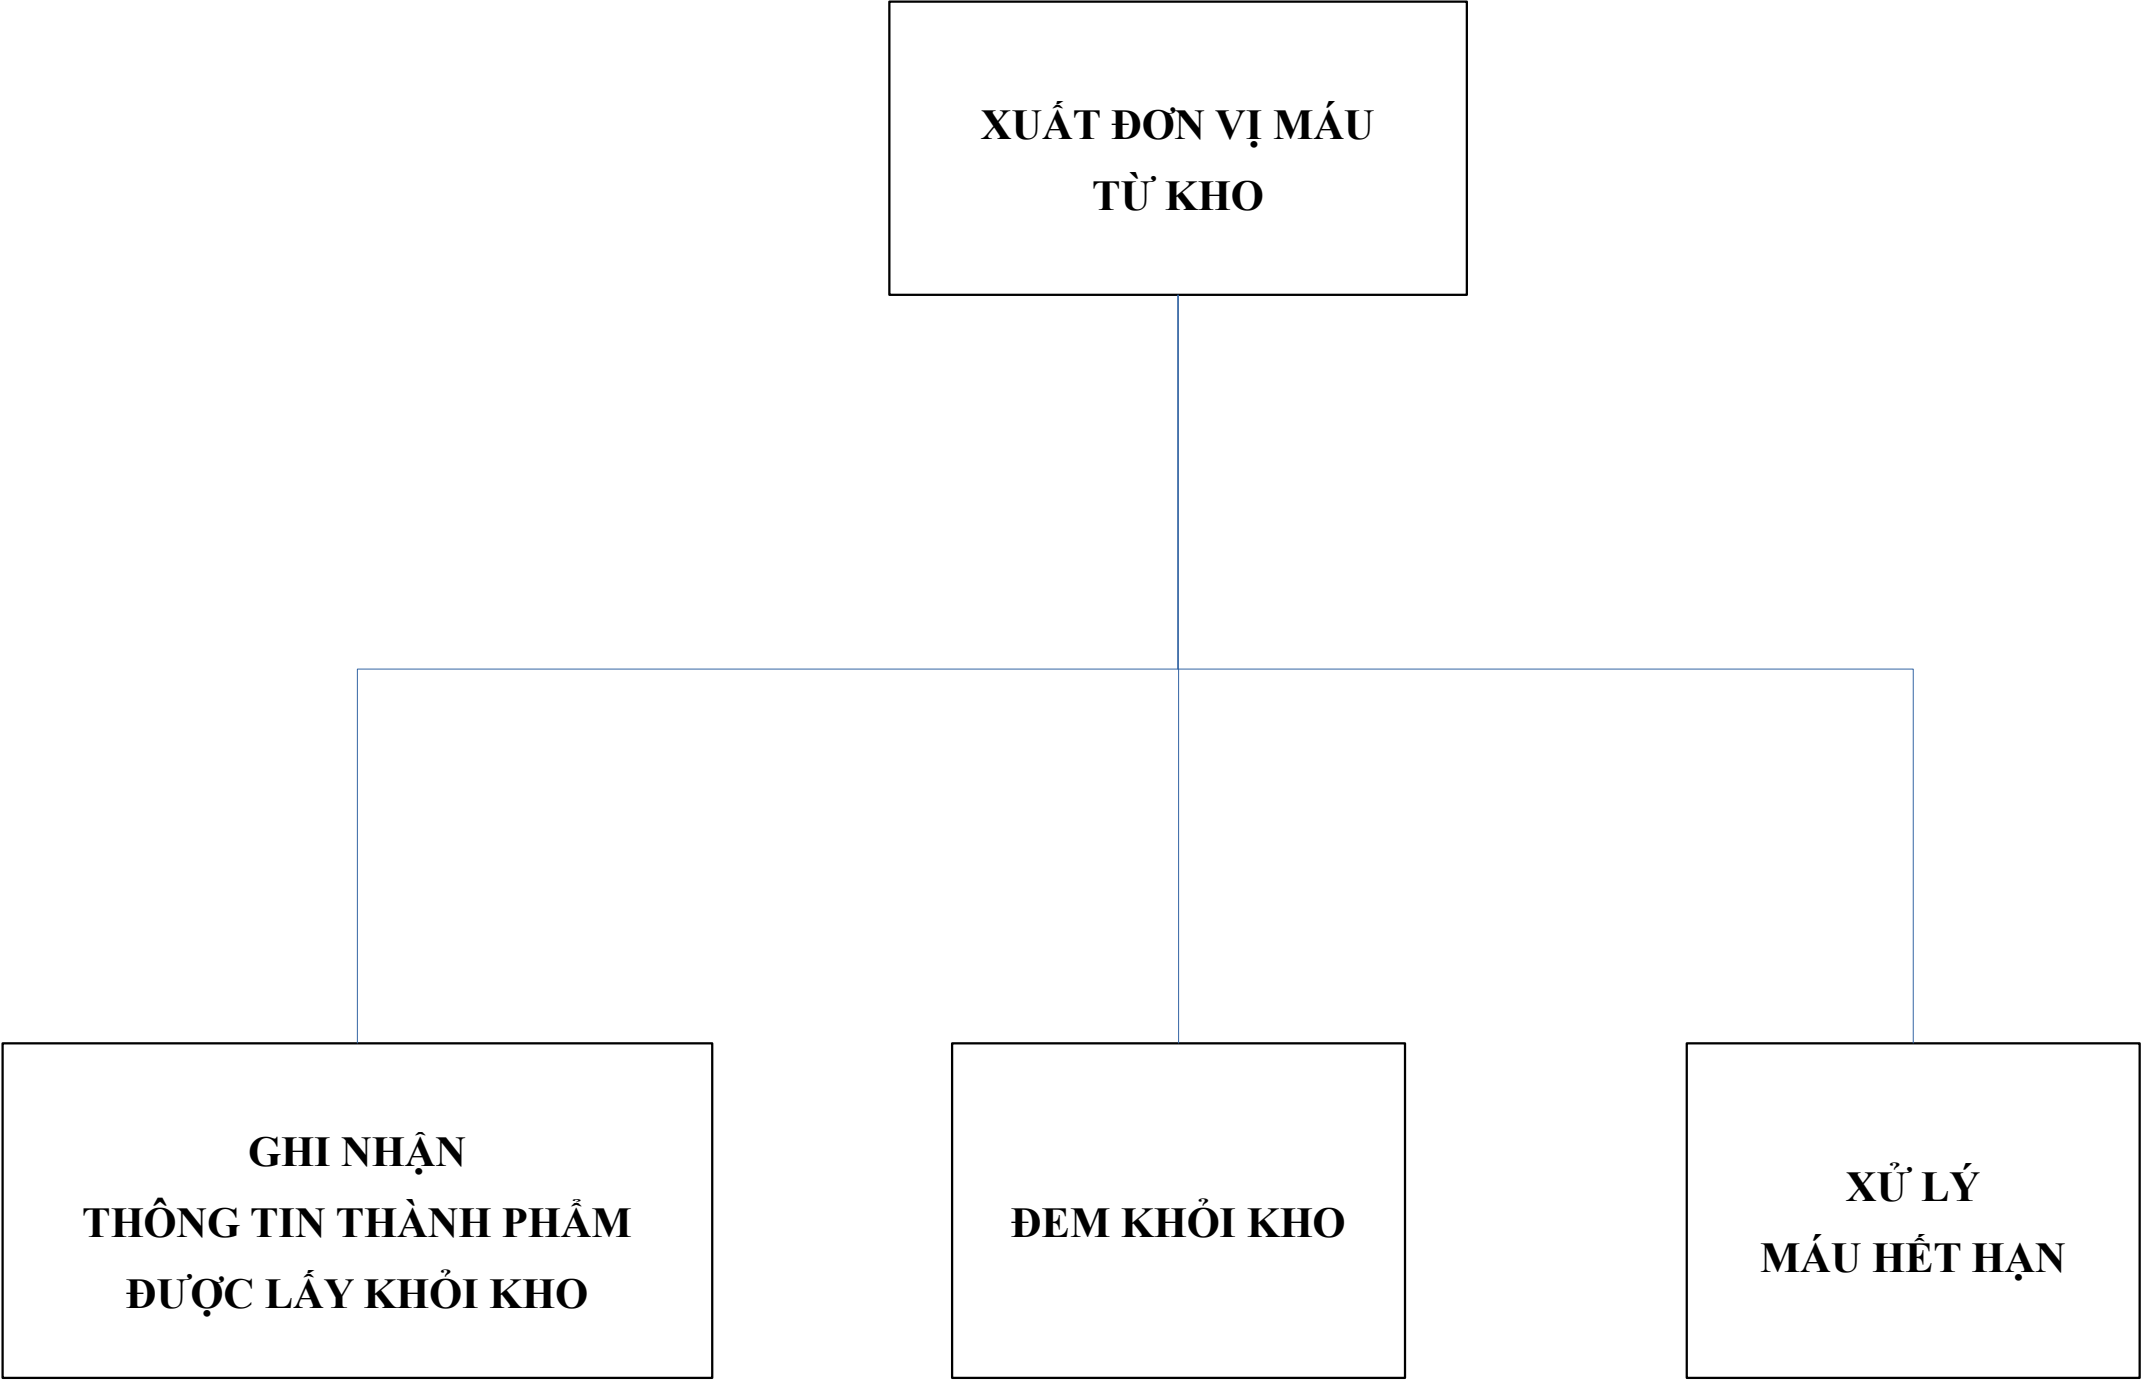 XUẤT ĐƠN VỊ MÁU
TỪ KHO
GHI NHẬN
THÔNG TIN THÀNH PHẨM
ĐƯỢC LẤY KHỎI KHO
ĐEM KHỎI KHO
XỬ LÝ
MÁU HẾT HẠN